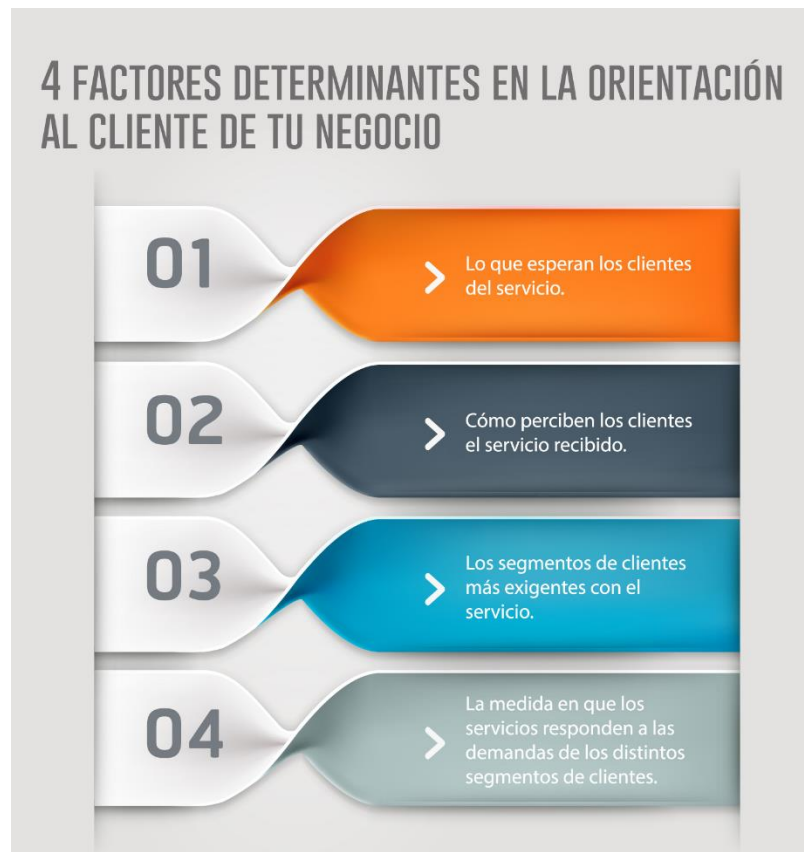 4 FACTORES DETERMINANTES EN LA ORIENTACIÓN
AL CLIENTE DE TU NEGOCIO
01
Lo que esperan los clientes
del servicio.
02
Cómo perciben los clientes
el servicio recibido.
03
Los segmentos de clientes
más exigentes con el
servicio.
04
La medida en que los
servicios responden a las
demandas de los distintos
segmentos de clientes.